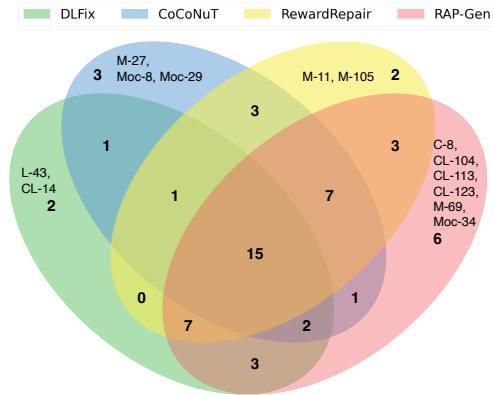 DLFix CoCoNuT RewardRepair RAP-Gen
3 M-27,
Moc-8, Moc-29
M-11, M-105 2
3
1
3
C-8,
CL-104,
CL-113,
CL-123,
M-69,
Moc-34
6
L-43,
CL-14
2
1
7
15
0
1
7
2
3